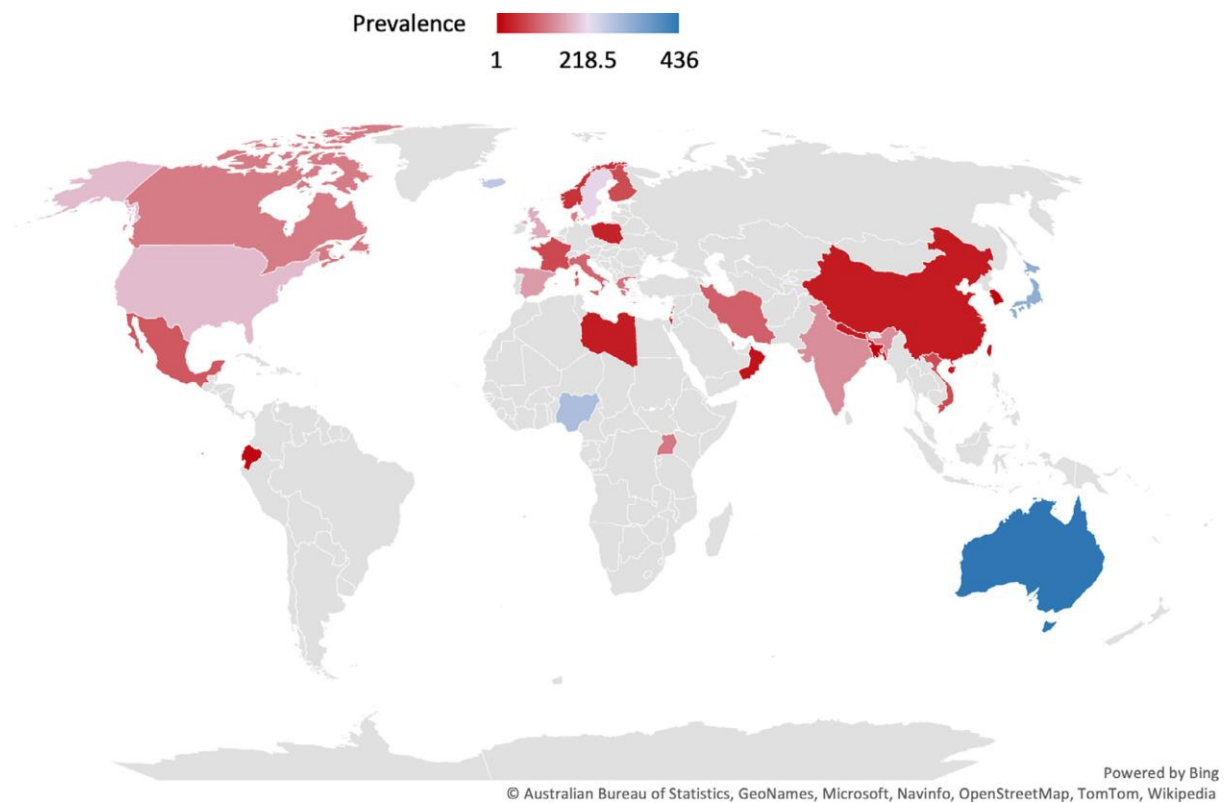 Prevalence
1 218.5 436
Powered by Bing
© Australian Bureau of Statistics, GeoNames, Microsoft, Navinfo, OpenStreetMap, TomTom, Wikipedia